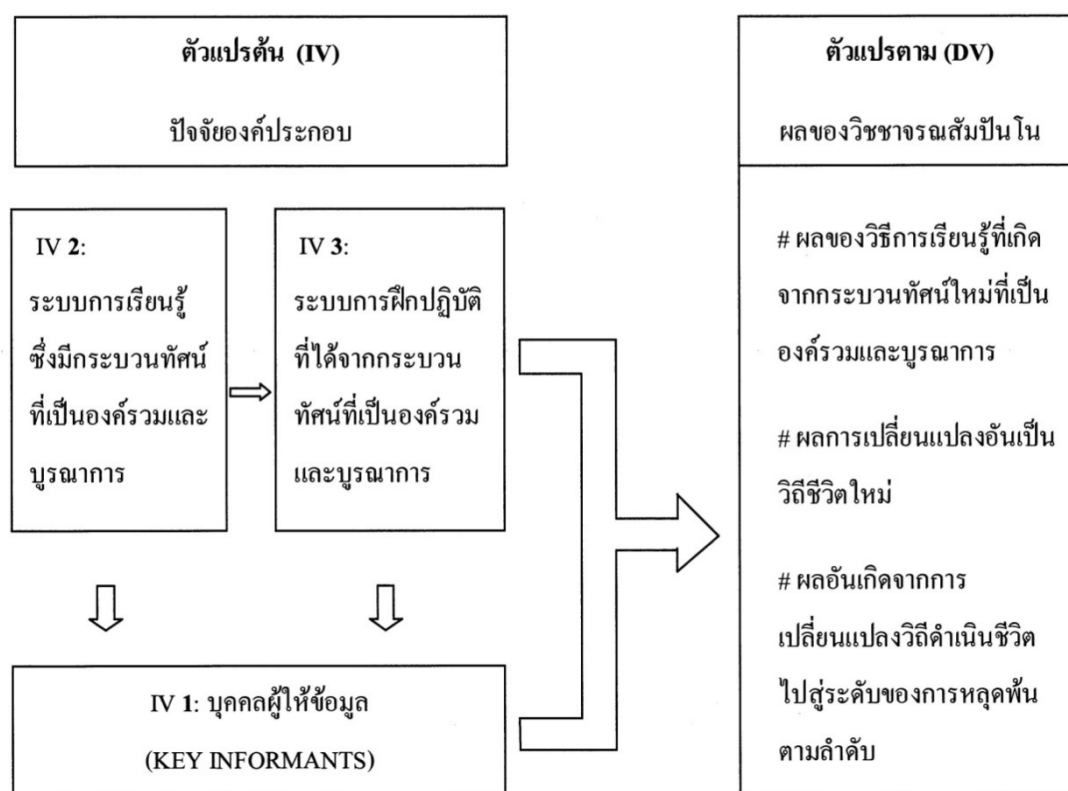 ตัวแปรต้น (IV)
ปัจจัยองค์ประกอบ
IV 2:
ระบบการเรียนรู้
ซึ่งมีกระบวนทัศน์
ที่เป็นองค์รวมและ
บูรณาการ
IV 3:
ระบบการฝึกปฏิบัติ
ที่ได้จากกระบวน
ทัศน์ที่เป็นองค์รวม
และบูรณาการ
IV 1: บุคคลผู้ให้ข้อมูล
(KEY INFORMANTS)
ตัวแปรตาม (DV)
ผลของวิชชาจรณสัมปันโน
# ผลของวิธีการเรียนรู้ที่เกิด
จากกระบวนทัศน์ใหม่ที่เป็น
องค์รวมและบูรณาการ
# ผลการเปลี่ยนแปลงอันเป็น
วิถีชีวิตใหม่
# ผลอันเกิดจากการ
เปลี่ยนแปลงวิถีดำเนินชีวิต
ไปสู่ระดับของการหลุดพ้น
ตามลำดับ